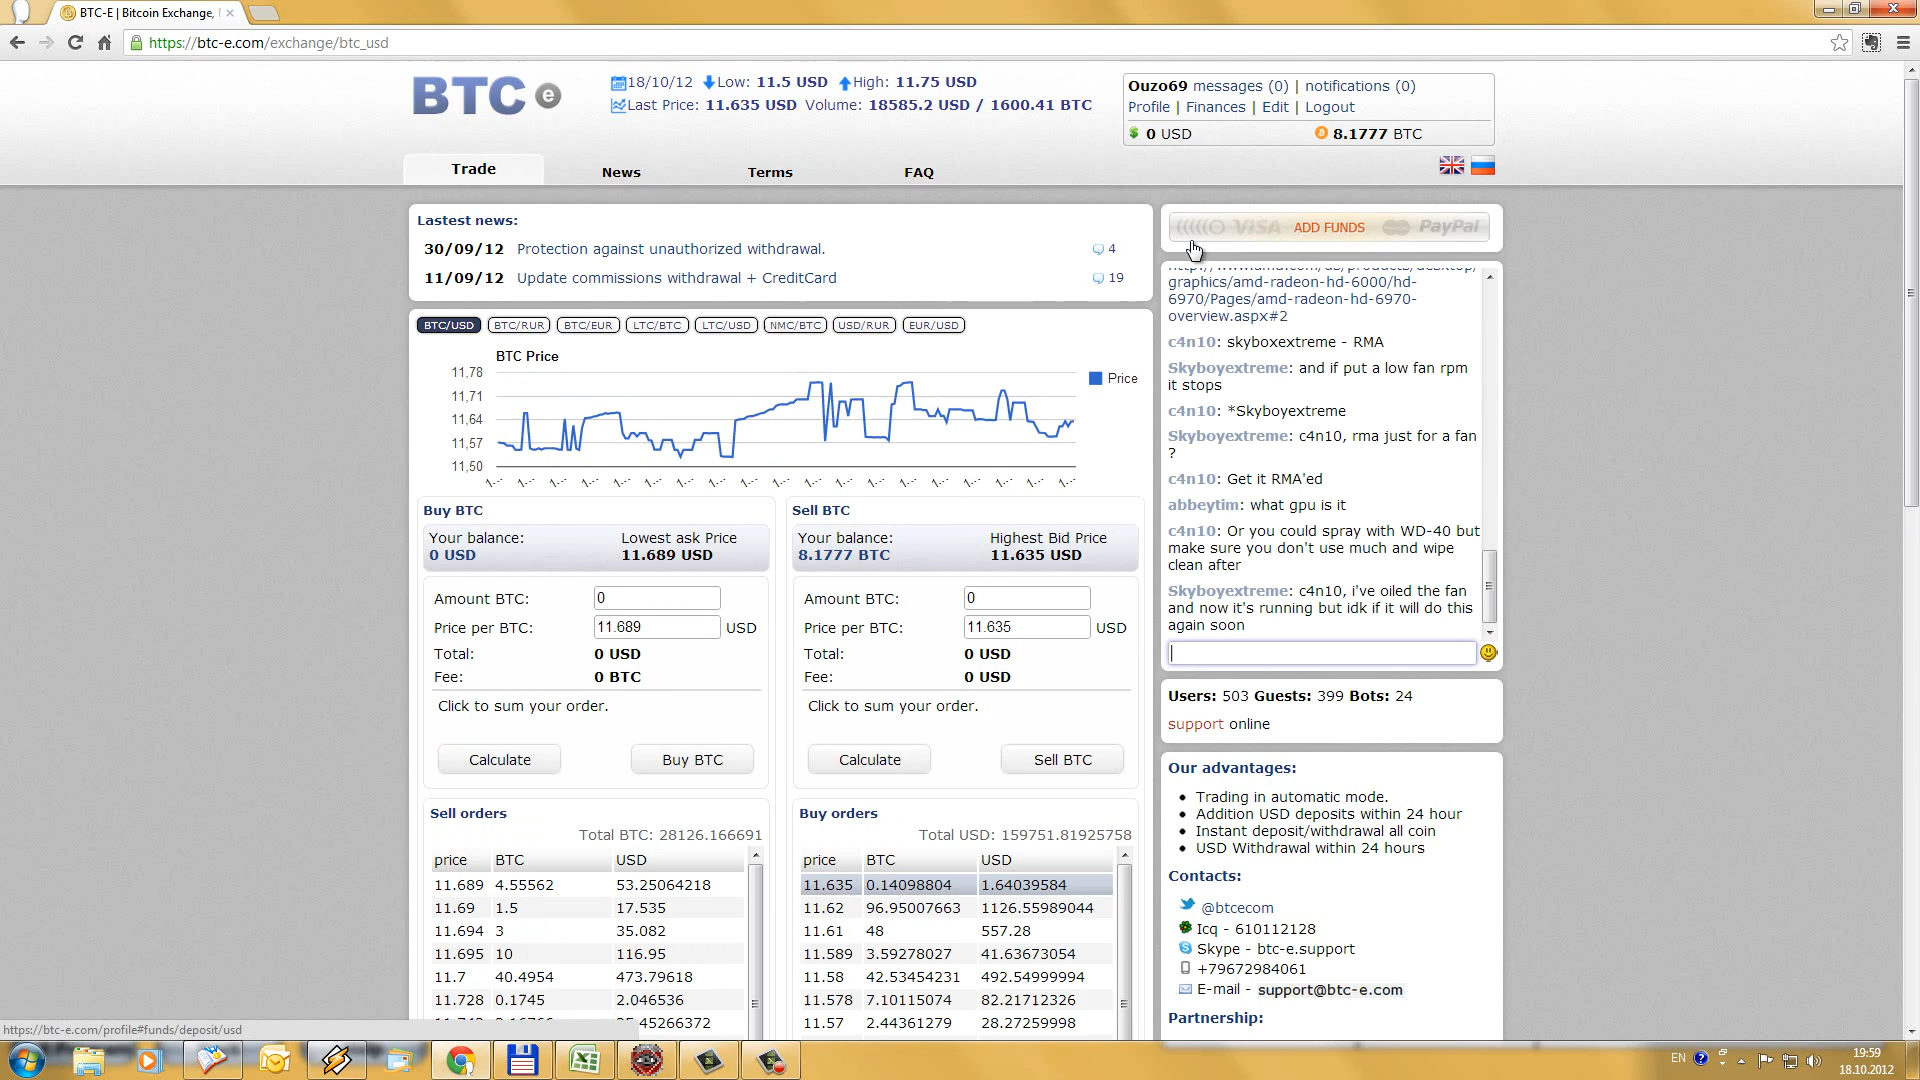 BTC-E | Bitcoin Exchange,
https://btc-e.com/exchange/btc_usd
BTC e
18/10/12 Low: 11.5 USD High: 11.75 USD
Last Price: 11.635 USD Volume: 18585.2 USD / 1600.41 BTC
Ouzo69 messages (0) | notifications (0)
Profile | Finances | Edit | Logout
0 USD 8.1777 BTC
Trade News Terms FAQ
Lastest news:
30/09/12 Protection against unauthorized withdrawal. 4
11/09/12 Update commissions withdrawal + CreditCard 19
BTC/USD BTC/RUR BTC/EUR LTC/BTC LTC/USD NMC/BTC USD/RUR EUR/USD
BTC Price
11,78
11,71
11,64
11,57
11,50
Price
Buy BTC
Your balance: Lowest ask Price
0 USD 11.689 USD
Amount BTC: 0
Price per BTC: 11.689 USD
Total: 0 USD
Fee: 0 BTC
Click to sum your order.
Calculate Buy BTC
Sell BTC
Your balance: Highest Bid Price
8.1777 BTC 11.635 USD
Amount BTC: 0
Price per BTC: 11.635 USD
Total: 0 USD
Fee: 0 USD
Click to sum your order.
Calculate Sell BTC
Sell orders
Total BTC: 28126.166691
price BTC USD
11.689 4.55562 53.25064218
11.69 1.5 17.535
11.694 3 35.082
11.695 10 116.95
11.7 40.4954 473.79618
11.728 0.1745 2.046536
Buy orders
Total USD: 159751.81925758
price BTC USD
11.635 0.14098804 1.64039584
11.62 96.95007663 1126.55989044
11.61 48 557.28
11.589 3.59278027 41.63673054
11.58 42.53454231 492.54999994
11.578 7.10115074 82.21712326
11.57 2.44361279 28.27259998
VISA ADD FUNDS PayPal
graphics/amd-radeon-hd-6000/hd-
6970/Pages/amd-radeon-hd-6970-
overview.aspx#2
c4n10: skyboxextreme - RMA
Skyboyextreme: and if put a low fan rpm
it stops
c4n10: *Skyboyextreme
Skyboyextreme: c4n10, rma just for a fan
?
c4n10: Get it RMA'ed
abbeytim: what gpu is it
c4n10: Or you could spray with WD-40 but
make sure you don't use much and wipe
clean after
Skyboyextreme: c4n10, i've oiled the fan
and now it's running but idk if it will do this
again soon
Users: 503 Guests: 399 Bots: 24
support online
Our advantages:
Trading in automatic mode.
Addition USD deposits within 24 hour
Instant deposit/withdrawal all coin
USD Withdrawal within 24 hours
Contacts:
@btcecom
Icq - 610112128
Skype - btc-e.support
+79672984061
E-mail - support@btc-e.com
Partnership:
https://btc-e.com/profile#funds/deposit/usd
EN 19:59
18.10.2012